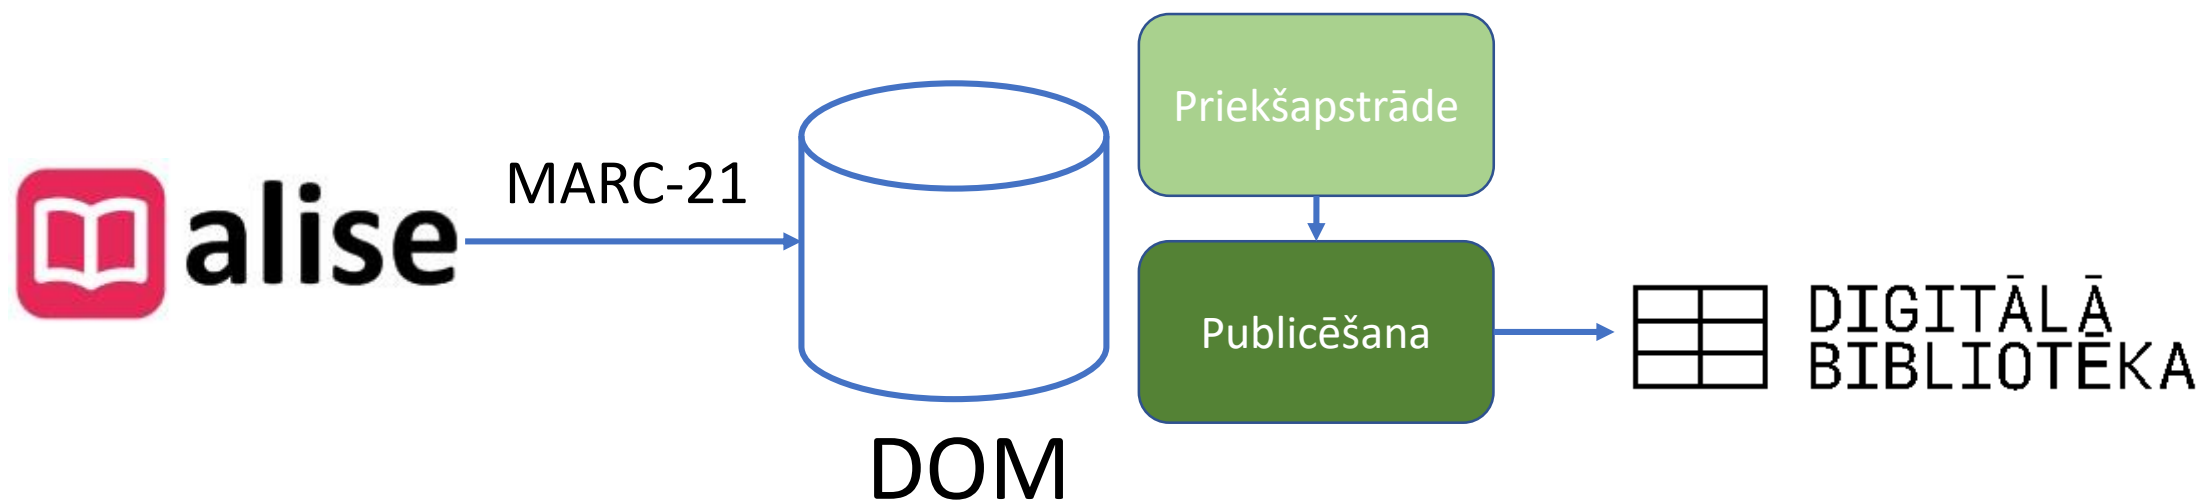 alise
MARC-21
DOM
Priekšapstrāde
Publicēšana
DIGITĀLĀ
BIBLIOTĒKA